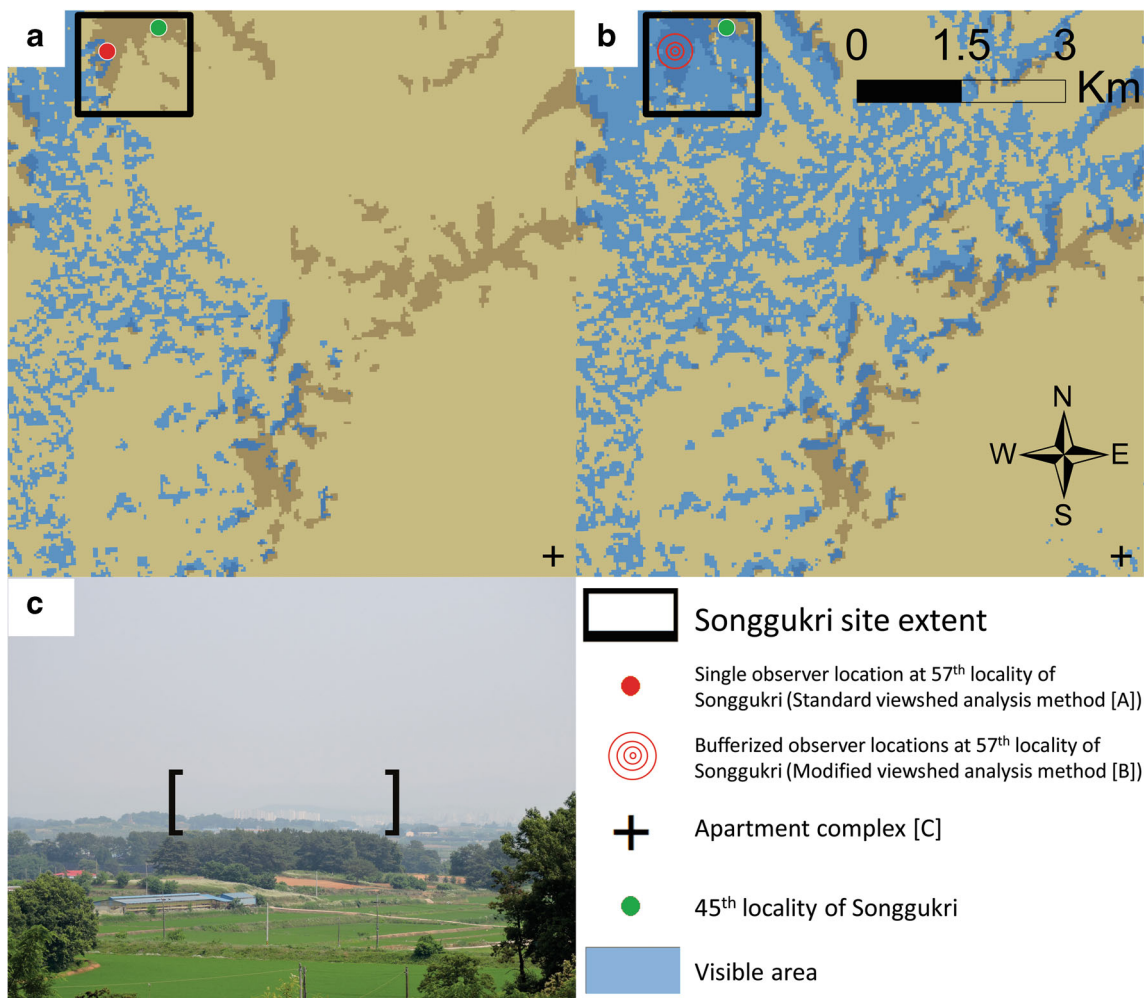 a
b
0 1.5 3
Km
N
W E
S
+
+
c
[ ]
Songgukri site extent
Single observer location at 57th locality of
Songgukri (Standard viewshed analysis method [A])
Bufferized observer locations at 57th locality of
Songgukri (Modified viewshed analysis method [B])
+ Apartment complex [C]
45th locality of Songgukri
Visible area